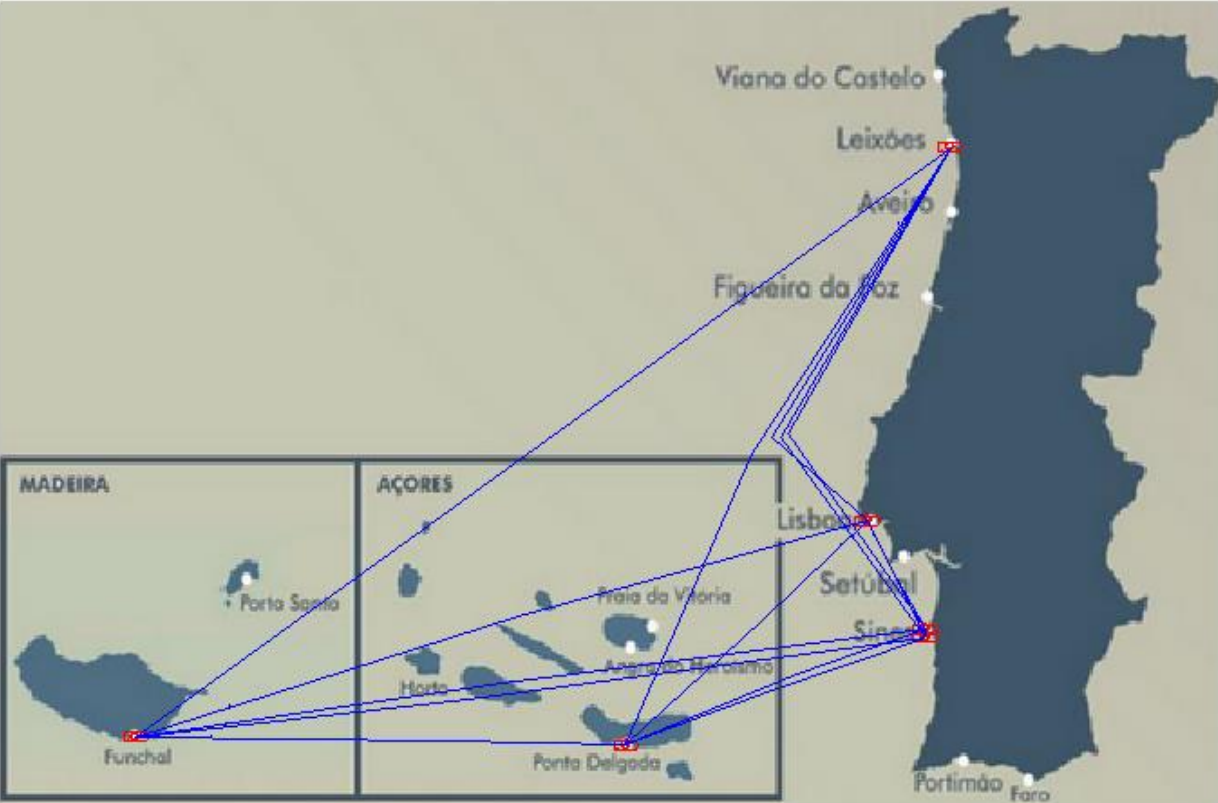 Viana do Castelo
Leixões
Aveiro
Figueira da Foz
MADEIRA
AÇORES
Lisboa
Porto Santo
Praia da Vitória
Setúbal
Sines
Angra do Heroísmo
Horta
Funchal
Ponta Delgada
Portimão
Faro